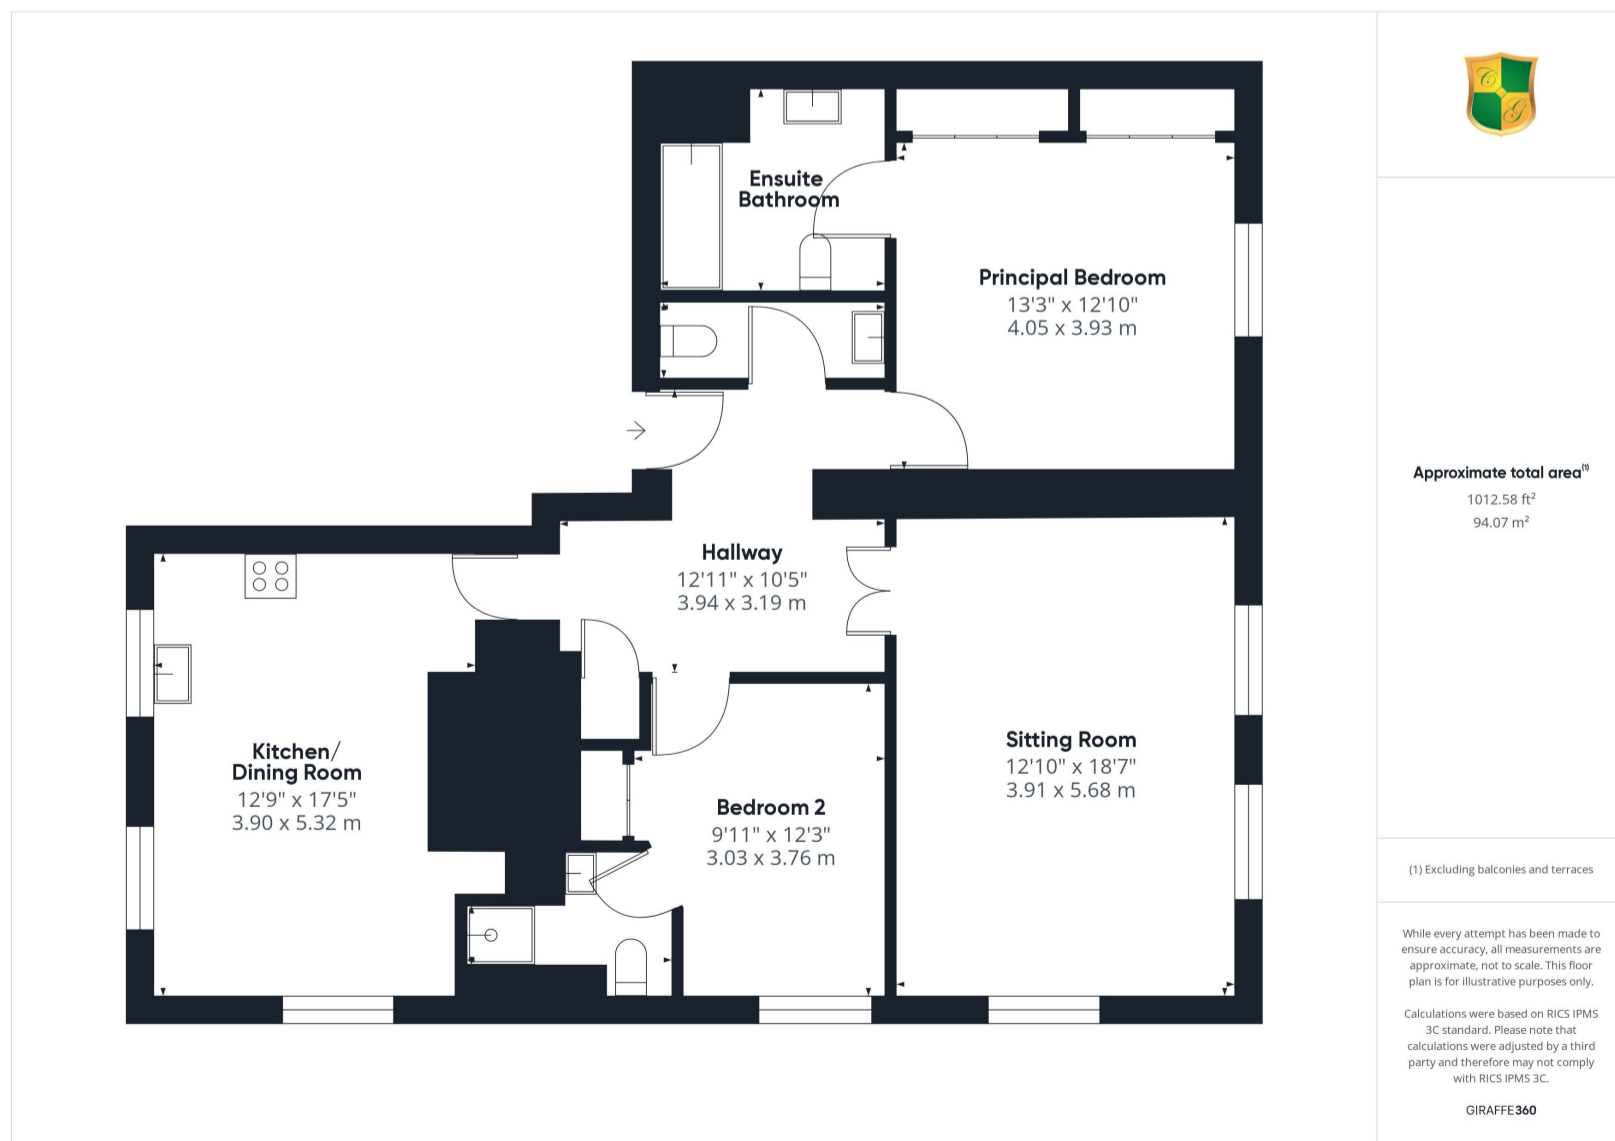 Ensuite
Bathroom
Principal Bedroom
13'3" x 12'10"
4.05 x 3.93 m
Hallway
12'11" x 10'5"
3.94 x 3.19 m
Kitchen/
Dining Room
12'9" x 17'5"
3.90 x 5.32 m
Bedroom 2
9'11" x 12'3"
3.03 x 3.76 m
Sitting Room
12'10" x 18'7"
3.91 x 5.68 m
C
G
Approximate total area⁽¹⁾
1012.58 ft²
94.07 m²
(1) Excluding balconies and terraces
While every attempt has been made to
ensure accuracy, all measurements are
approximate, not to scale. This floor
plan is for illustrative purposes only.
Calculations were based on RICS IPMS
3C standard. Please note that
calculations were adjusted by a third
party and therefore may not comply
with RICS IPMS 3C.
GIRAFFE360